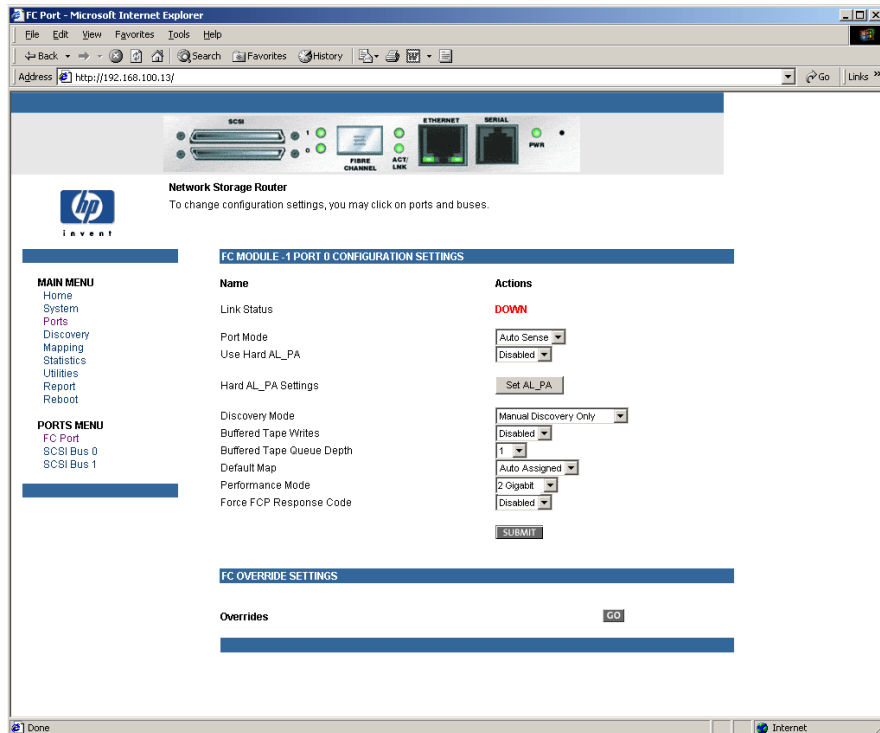 FC Port - Microsoft Internet Explorer
File Edit View Favorites Tools Help
Back Search Favorites History
Address http://192.168.100.13/ Go Links »
SCSI ETHERNET SERIAL
1
0
FIBRE CHANNEL
ACT/ LNK
PWR
hp
invent
Network Storage Router
To change configuration settings, you may click on ports and buses.
MAIN MENU
Home
System
Ports
Discovery
Mapping
Statistics
Utilities
Report
Reboot
PORTS MENU
FC Port
SCSI Bus 0
SCSI Bus 1
FC MODULE -1 PORT 0 CONFIGURATION SETTINGS
Name Actions
Link Status DOWN
Port Mode Auto Sense
Use Hard AL_PA Disabled
Hard AL_PA Settings Set AL_PA
Discovery Mode Manual Discovery Only
Buffered Tape Writes Disabled
Buffered Tape Queue Depth 1
Default Map Auto Assigned
Performance Mode 2 Gigabit
Force FCP Response Code Disabled
SUBMIT
FC OVERRIDE SETTINGS
Overrides GO
Done Internet